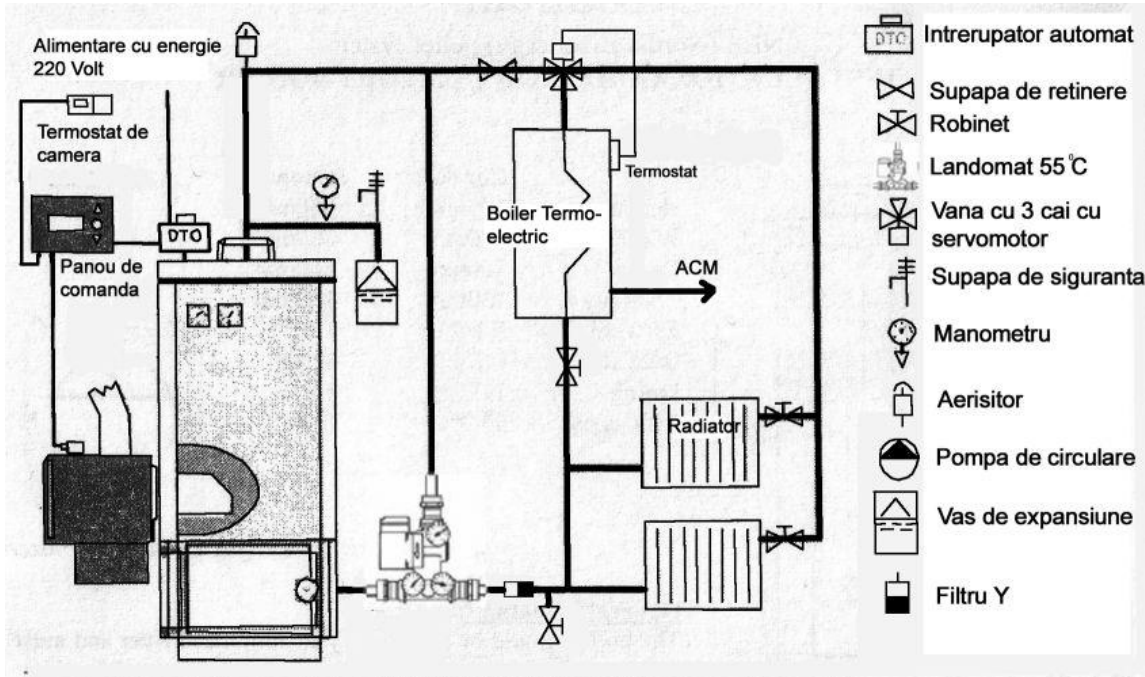 Alimentare cu energie
220 Volt
Termostat de
camera
Panou de
comanda
DTO
Termostat
Boiler Termo-
electric
ACM
Radiator
DTO
Intrerupator automat
Supapa de retinere
Robinet
Landomat 55°C
Vana cu 3 cai cu
servomotor
Supapa de siguranta
Manometru
Aerisitor
Pompa de circulare
Vas de expansiune
Filtru Y